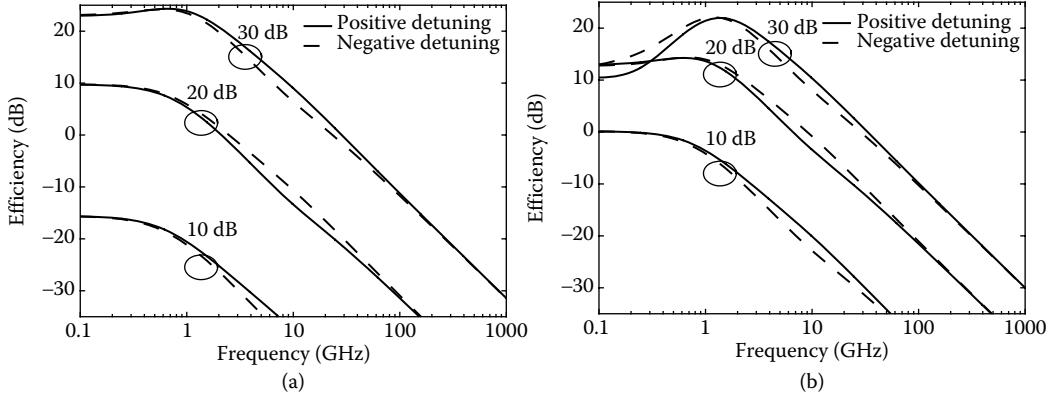 20
10
0
−10
−20
−30
Efficiency (dB)
0.1
1
10
100
1000
Frequency (GHz)
30 dB
20 dB
10 dB
Positive detuning
Negative detuning
(a)
20
10
0
−10
−20
−30
Efficiency (dB)
0.1
1
10
100
1000
Frequency (GHz)
30 dB
20 dB
10 dB
Positive detuning
Negative detuning
(b)